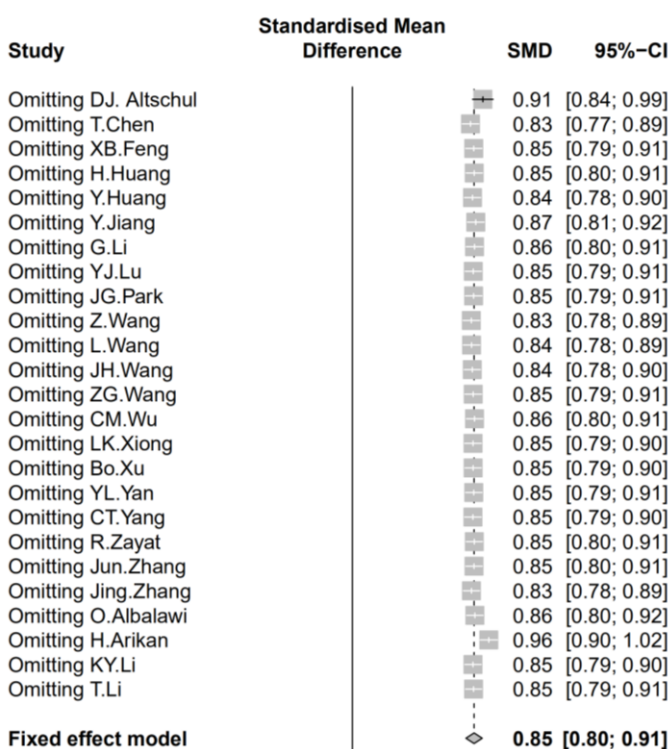 Standardised Mean
Study Difference SMD 95%−CI
Omitting DJ. Altschul 0.91 [0.84; 0.99]
Omitting T.Chen 0.83 [0.77; 0.89]
Omitting XB.Feng 0.85 [0.79; 0.91]
Omitting H.Huang 0.85 [0.80; 0.91]
Omitting Y.Huang 0.84 [0.78; 0.90]
Omitting Y.Jiang 0.87 [0.81; 0.92]
Omitting G.Li 0.86 [0.80; 0.91]
Omitting YJ.Lu 0.85 [0.79; 0.91]
Omitting JG.Park 0.85 [0.79; 0.91]
Omitting Z.Wang 0.83 [0.78; 0.89]
Omitting L.Wang 0.84 [0.78; 0.89]
Omitting JH.Wang 0.84 [0.78; 0.90]
Omitting ZG.Wang 0.85 [0.79; 0.91]
Omitting CM.Wu 0.86 [0.80; 0.91]
Omitting LK.Xiong 0.85 [0.79; 0.90]
Omitting Bo.Xu 0.85 [0.79; 0.90]
Omitting YL.Yan 0.85 [0.79; 0.91]
Omitting CT.Yang 0.85 [0.79; 0.90]
Omitting R.Zayat 0.85 [0.80; 0.91]
Omitting Jun.Zhang 0.85 [0.80; 0.91]
Omitting Jing.Zhang 0.83 [0.78; 0.89]
Omitting O.Albalawi 0.86 [0.80; 0.92]
Omitting H.Arikan 0.96 [0.90; 1.02]
Omitting KY.Li 0.85 [0.79; 0.90]
Omitting T.Li 0.85 [0.79; 0.91]
Fixed effect model 0.85 [0.80; 0.91]